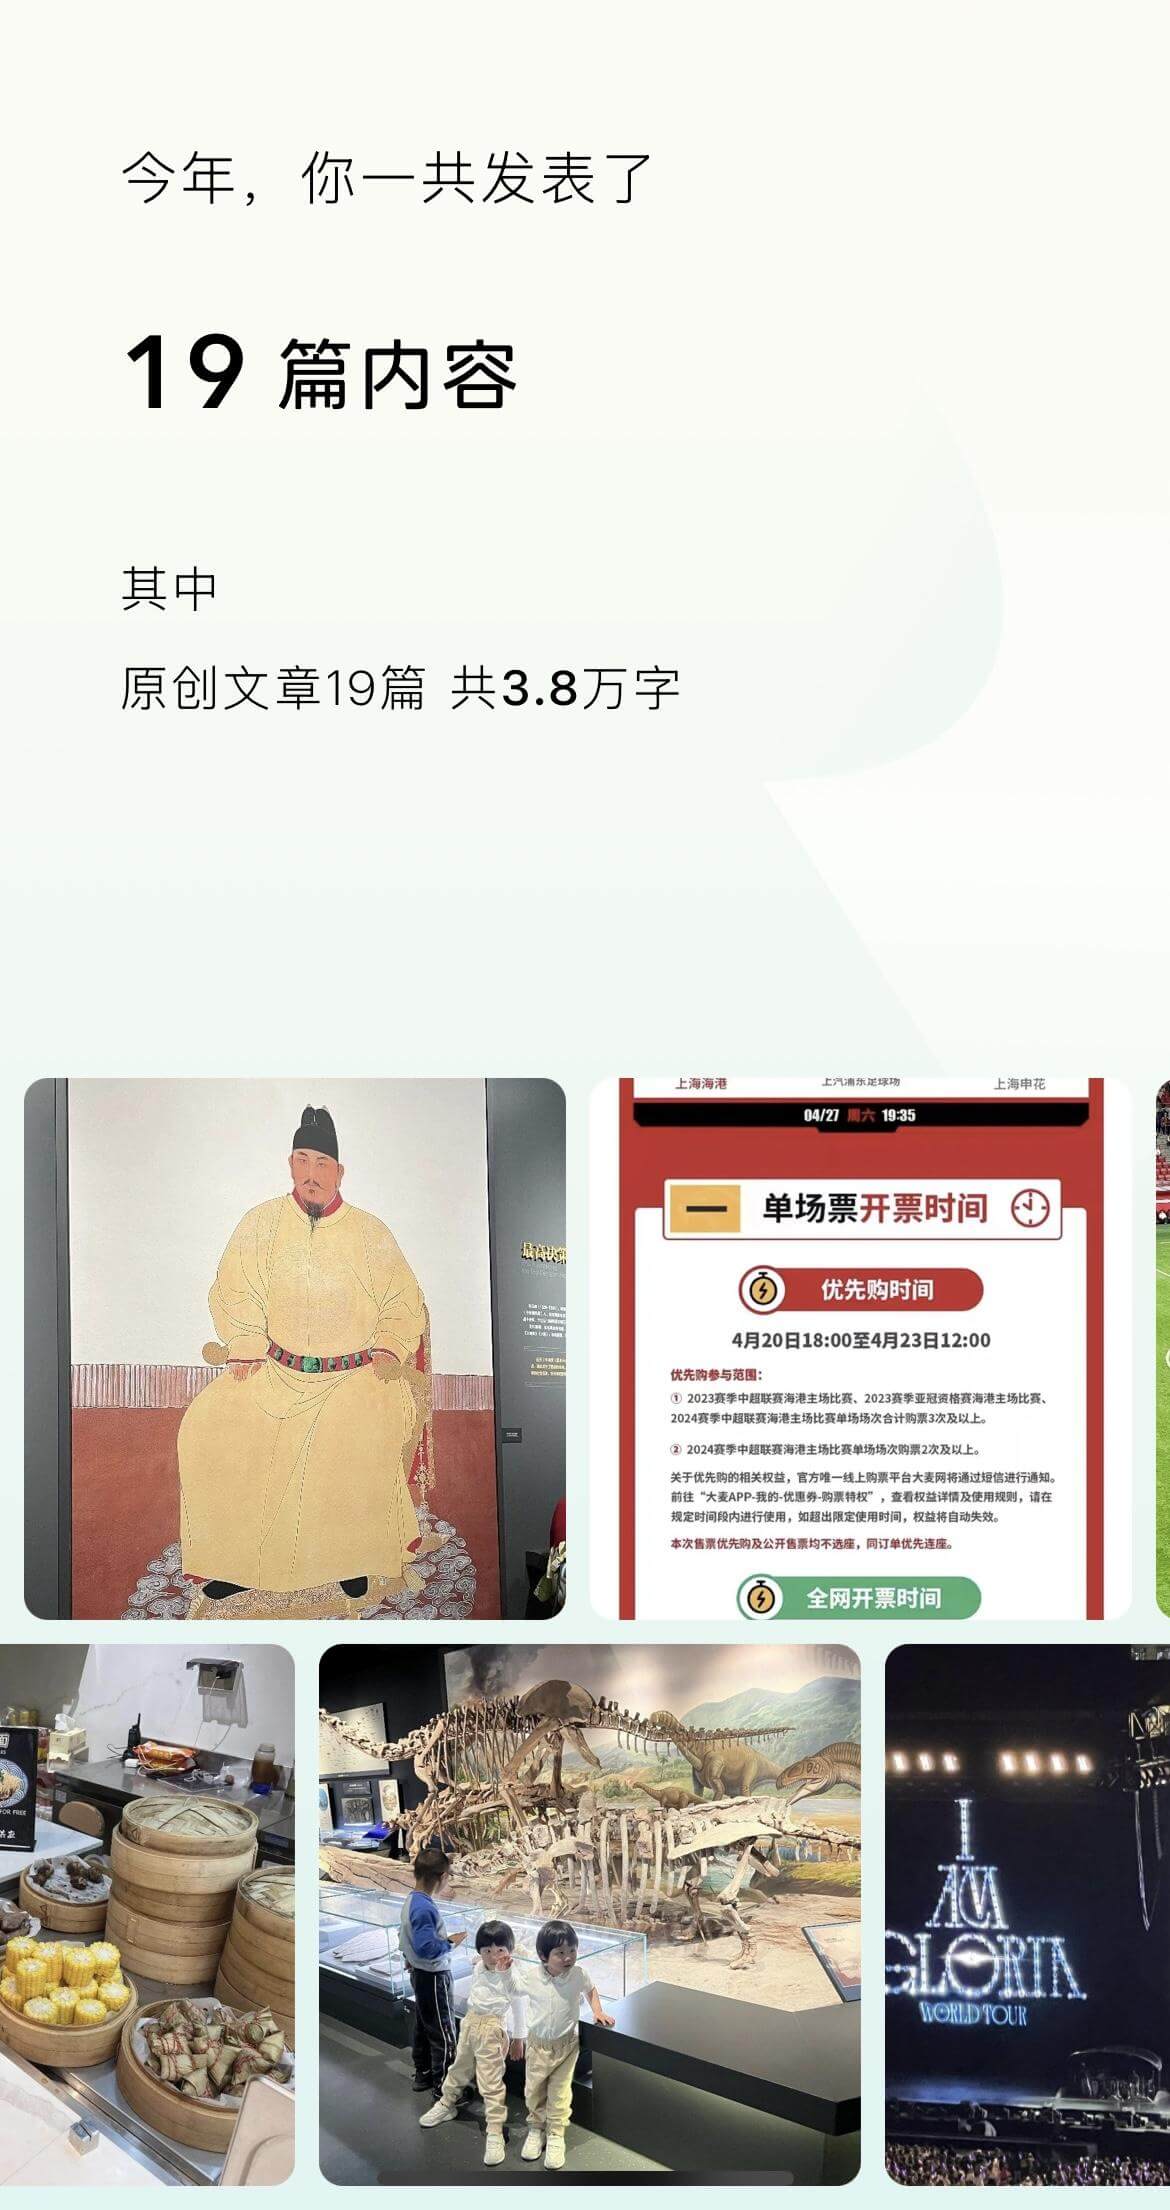 今年，你一共发表了
19 篇内容
其中
原创文章19篇 共3.8万字
上海海港 上汽浦东足球场 上海申花
04/27 周六 19:35
一 单场票开票时间
优先购时间
4月20日18:00至4月23日12:00
优先购参与范围：
① 2023赛季中超联赛海港主场比赛、2023赛季亚冠资格赛海港主场比赛、
2024赛季中超联赛海港主场比赛单场场次合计购票3次及以上。
② 2024赛季中超联赛海港主场比赛单场场次购票2次及以上。
关于优先购的相关权益，官方唯一线上购票平台大麦网将通过短信进行通知。
前往“大麦APP-我的-优惠券-购票特权”，查看权益详情及使用规则，请在
规定时间段内进行使用，如超出限定使用时间，权益将自动失效。
本次售票优先购及公开售票均不选座，同订单优先连座。
全网开票时间
最高决策
FOR FREE
I
AM
GLORIA
WORLD TOUR